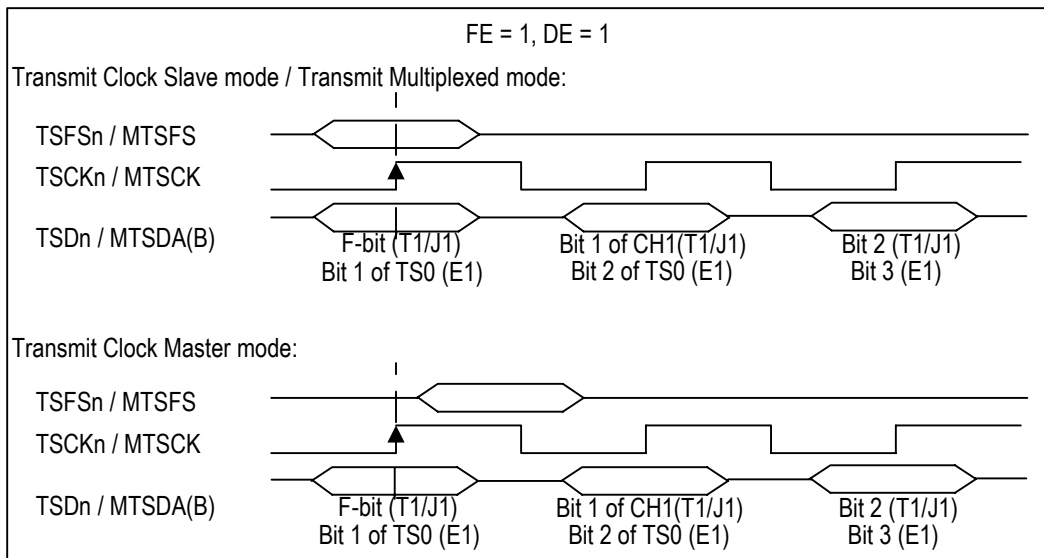 FE = 1, DE = 1
Transmit Clock Slave mode / Transmit Multiplexed mode:
TSFSn / MTSFS
TSCKn / MTSCK
TSDn / MTSDA(B)
F-bit (T1/J1)
Bit 1 of TS0 (E1)
Bit 1 of CH1(T1/J1)
Bit 2 of TS0 (E1)
Bit 2 (T1/J1)
Bit 3 (E1)
Transmit Clock Master mode:
TSFSn / MTSFS
TSCKn / MTSCK
TSDn / MTSDA(B)
F-bit (T1/J1)
Bit 1 of TS0 (E1)
Bit 1 of CH1(T1/J1)
Bit 2 of TS0 (E1)
Bit 2 (T1/J1)
Bit 3 (E1)